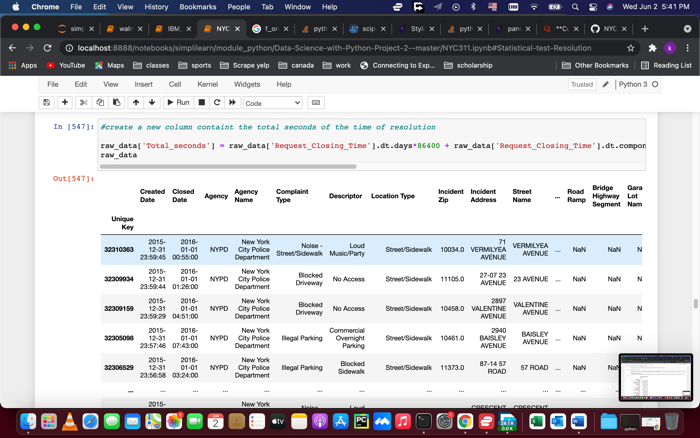 Chrome File Edit View History Bookmarks People Tab Window Help Wed Jun 2 5:41 PM
simp walm IBM_ NYC f_or pyth scip Styli pyth pan **C NYC
localhost:8888/notebooks/simplilearn/module_python/Data-Science-with-Python-Project-2--master/NYC311.ipynb#Statistical-test-Resolution
Apps YouTube Maps classes sports Scrape yelp canada work Connecting to Exp... scholarship Other Bookmarks Reading List
File Edit View Insert Cell Kernel Widgets Help Trusted Python 3
Run Code
In [547]: #create a new column containt the total seconds of the time of resolution
raw_data['Total_seconds'] = raw_data['Request_Closing_Time'].dt.days*86400 + raw_data['Request_Closing_Time'].dt.compon
raw_data
Out[547]:
Created Date Closed Date Agency Agency Name Complaint Type Descriptor Location Type Incident Zip Incident Address Street Name ... Road Ramp Bridge Highway Segment Gara Lot Nam
Unique Key
32310363 2015-12-31 23:59:45 2016-01-01 00:55:00 NYPD New York City Police Department Noise - Street/Sidewalk Loud Music/Party Street/Sidewalk 10034.0 71 VERMILYEA AVENUE VERMILYEA AVENUE ... NaN NaN N
32309934 2015-12-31 23:59:44 2016-01-01 01:26:00 NYPD New York City Police Department Blocked Driveway No Access Street/Sidewalk 11105.0 27-07 23 AVENUE 23 AVENUE ... NaN NaN N
32309159 2015-12-31 23:59:29 2016-01-01 04:51:00 NYPD New York City Police Department Blocked Driveway No Access Street/Sidewalk 10458.0 2897 VALENTINE AVENUE VALENTINE AVENUE ... NaN NaN N
32305098 2015-12-31 23:57:46 2016-01-01 07:43:00 NYPD New York City Police Department Illegal Parking Commercial Overnight Parking Street/Sidewalk 10461.0 2940 BAISLEY AVENUE BAISLEY AVENUE ... NaN NaN N
32306529 2015-12-31 23:56:58 2016-01-01 03:24:00 NYPD New York City Police Department Illegal Parking Blocked Sidewalk Street/Sidewalk 11373.0 87-14 57 ROAD 57 ROAD ... NaN NaN
... ... ... ... ... ... ... ... ... ... ... ... ...
2015- New York